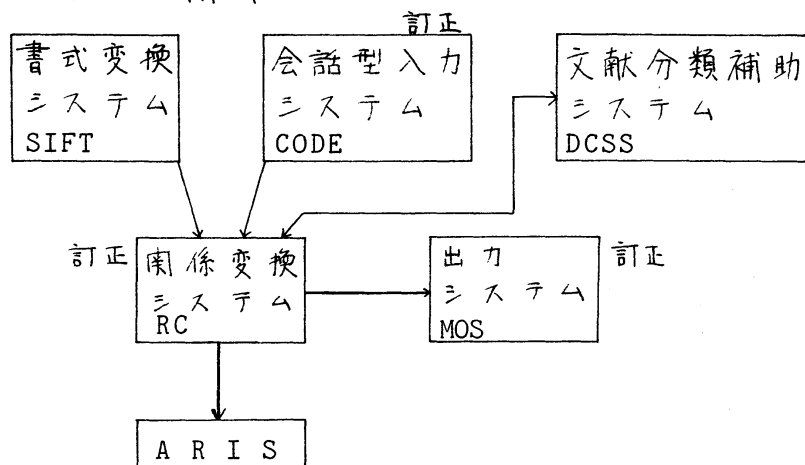 訂正
書式変換
システム
SIFT
会話型入力
システム
CODE
文献分類補助
システム
DCSS
訂正
関係変換
システム
RC
出力
システム
MOS
訂正
ARIS